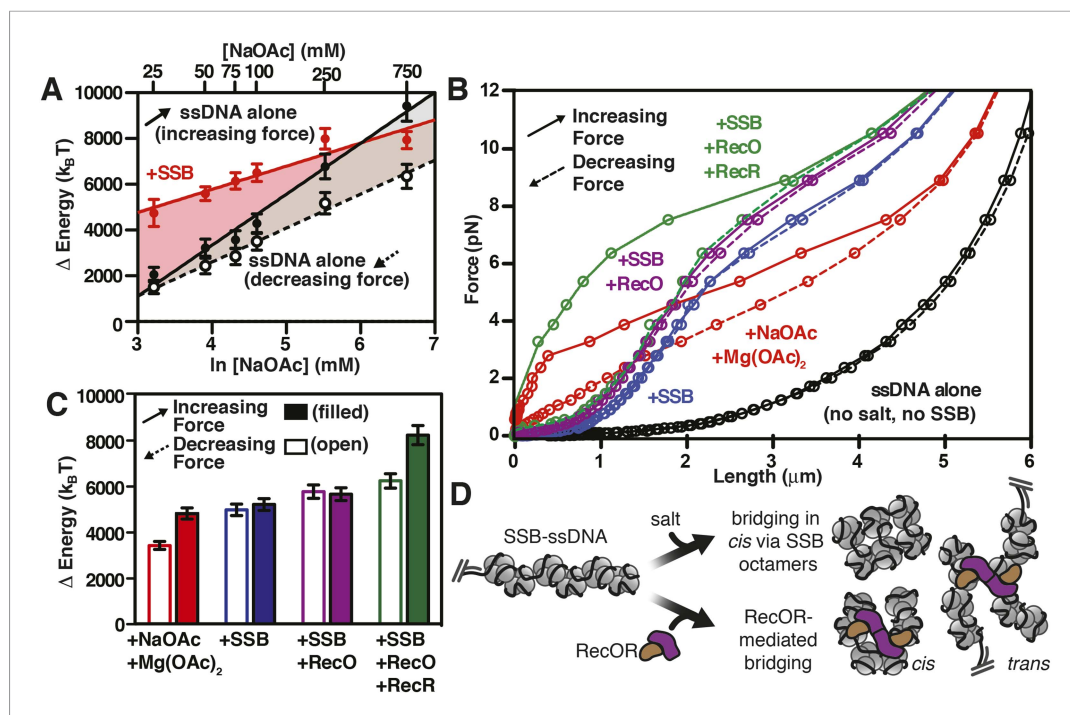 [NaOAc] (mM)
25 50 75 100 250 750
A
10000
8000
6000
4000
2000
0
Δ Energy (kBT)
ssDNA alone
(increasing force)
+SSB
ssDNA alone
(decreasing force)
3 4 5 6 7
ln [NaOAc] (mM)
B
12
10
8
6
4
2
0
Force (pN)
Increasing
Force
Decreasing
Force
+SSB
+RecO
+RecR
+SSB
+RecO
+NaOAc
+Mg(OAc)2
+SSB
ssDNA alone
(no salt, no SSB)
0 1 2 3 4 5 6
Length (μm)
C
10000
8000
6000
4000
2000
0
Δ Energy (kBT)
Increasing
Force
(filled)
Decreasing
Force
(open)
+NaOAc
+Mg(OAc)2
+SSB
+SSB
+RecO
+SSB
+RecO
+RecR
D
SSB-ssDNA
salt
bridging in
cis via SSB
octamers
RecOR
RecOR-
mediated
bridging
cis
trans